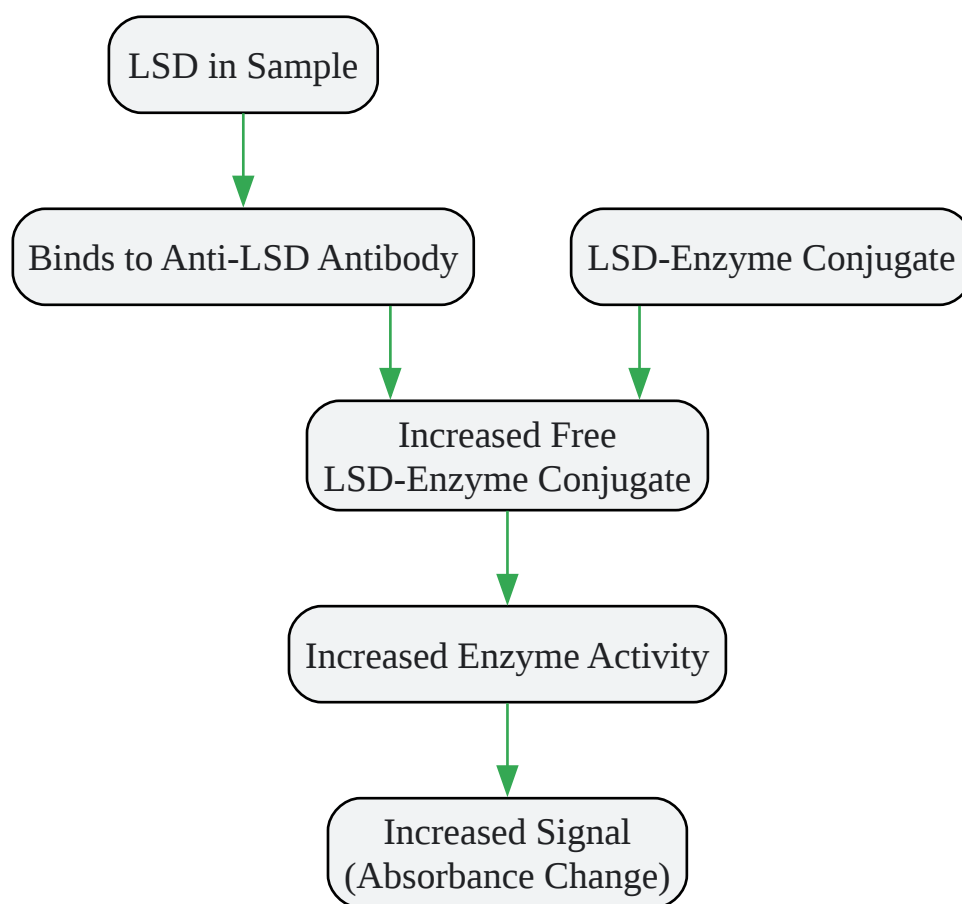 LSD in Sample
Binds to Anti-LSD Antibody
LSD-Enzyme Conjugate
Increased Free
LSD-Enzyme Conjugate
Increased Enzyme Activity
Increased Signal
(Absorbance Change)